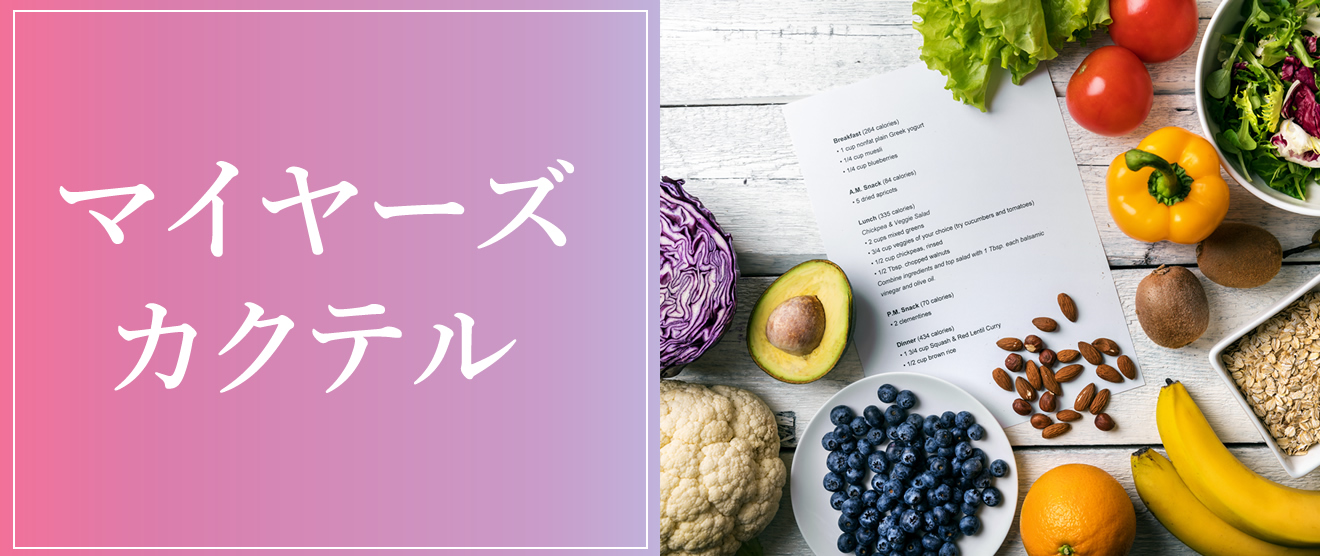 マイヤーズ
カクテル
Breakfast (264 calories)
• 1 cup nonfat plain Greek yogurt
• 1/4 cup muesli
• 1/4 cup blueberries
A.M. Snack (84 calories)
• 5 dried apricots
Lunch (335 calories)
Chickpea & Veggie Salad
• 2 cups mixed greens
• 3/4 cup veggies of your choice (try cucumbers and tomatoes)
• 1/2 cup chickpeas, rinsed
• 1/2 Tbsp. chopped walnuts
Combine ingredients and top salad with 1 Tbsp. each balsamic
vinegar and olive oil.
P.M. Snack (70 calories)
• 2 clementines
Dinner (434 calories)
• 1 3/4 cup Squash & Red Lentil Curry
• 1/2 cup brown rice